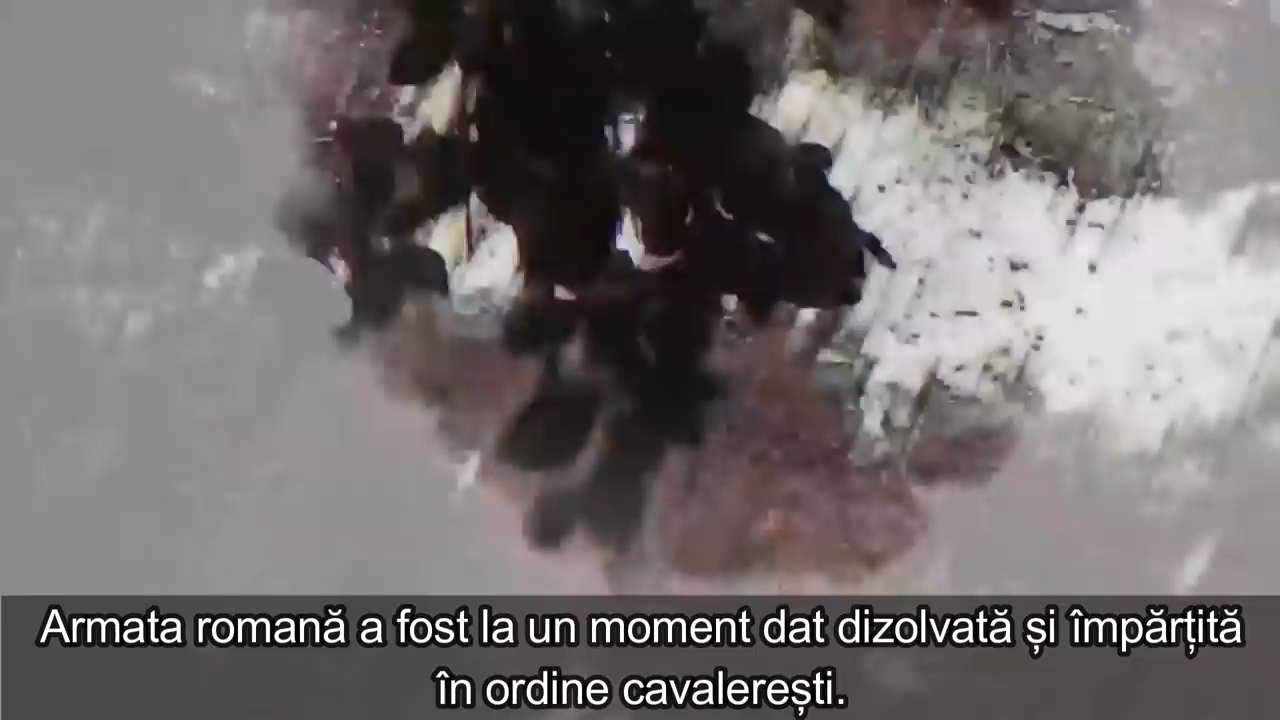 Armata romană a fost la un moment dat dizolvată și împărțită
în ordine cavalerești.